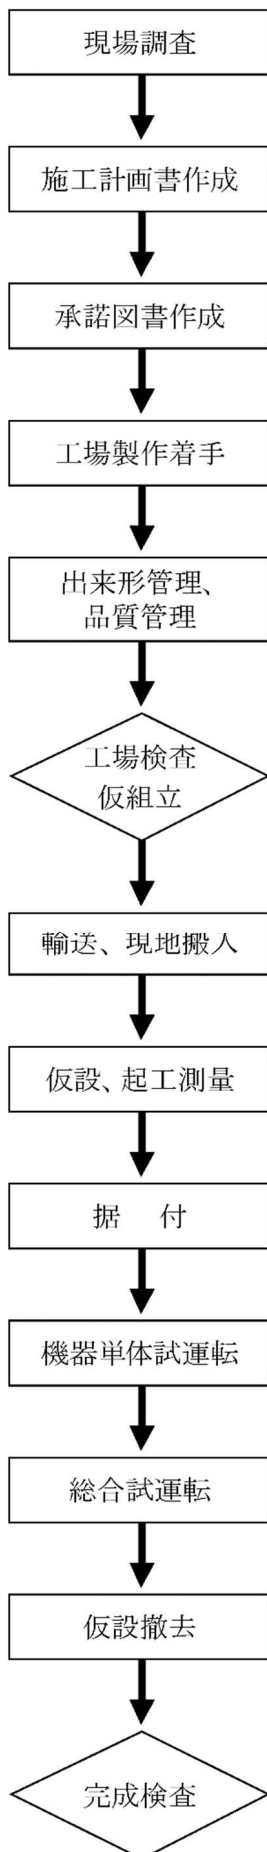 現場調査
施工計画書作成
承諾図書作成
工場製作着手
出来形管理、
品質管理
工場検査
仮組立
輸送、現地搬入
仮設、起工測量
据　付
機器単体試運転
総合試運転
仮設撤去
完成検査